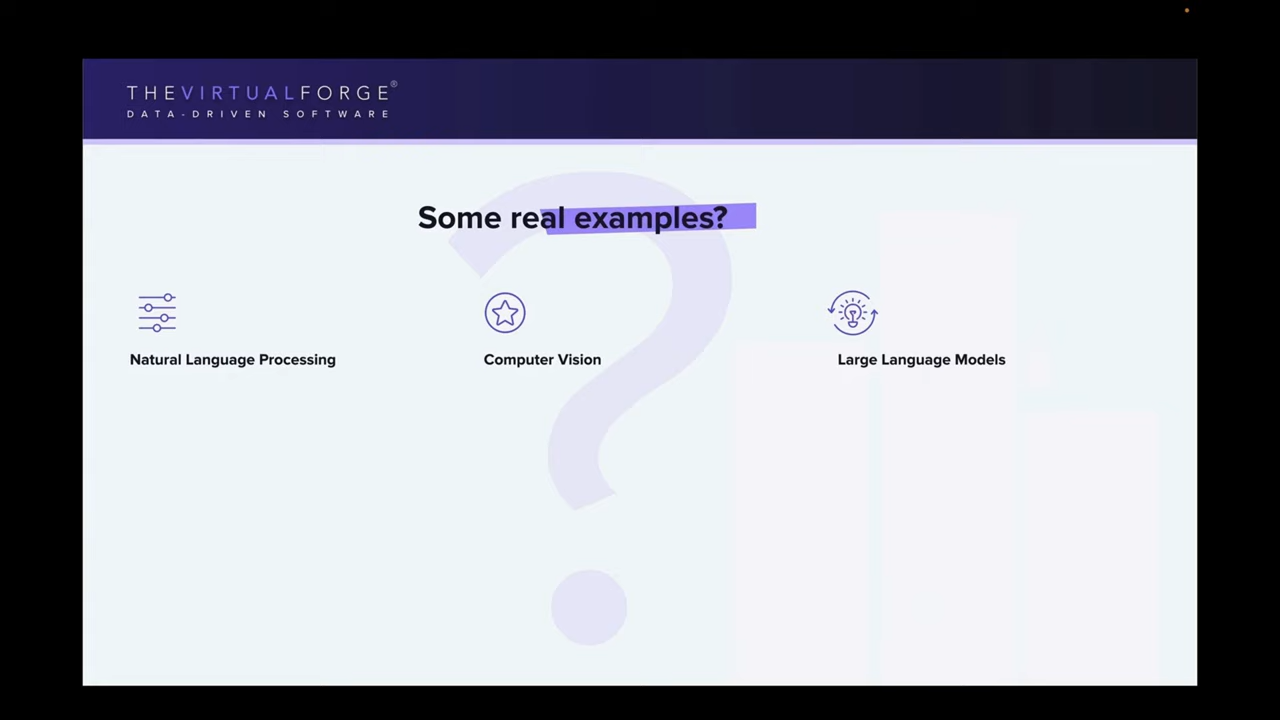 THEVIRTUALFORGE®
DATA-DRIVEN SOFTWARE
Some real examples?
Natural Language Processing
Computer Vision
Large Language Models